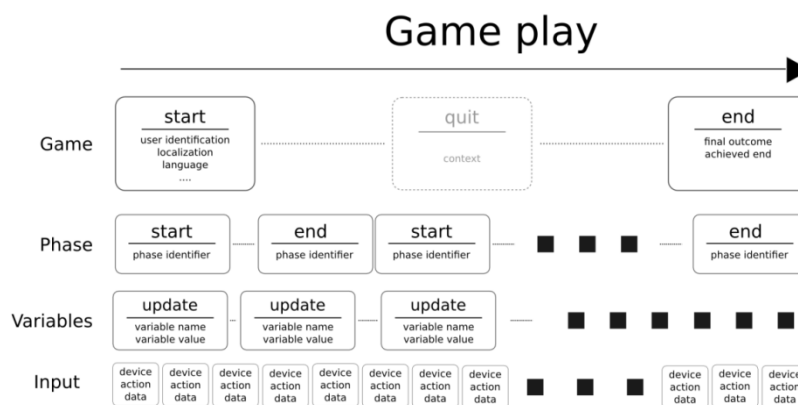 Game play
Game
start
user identification
localization
language
....
quit
context
end
final outcome
achieved end
Phase
start
phase identifier
end
phase identifier
start
phase identifier
end
phase identifier
Variables
update
variable name
variable value
update
variable name
variable value
update
variable name
variable value
Input
device
action
data
device
action
data
device
action
data
device
action
data
device
action
data
device
action
data
device
action
data
device
action
data
device
action
data
device
action
data
device
action
data